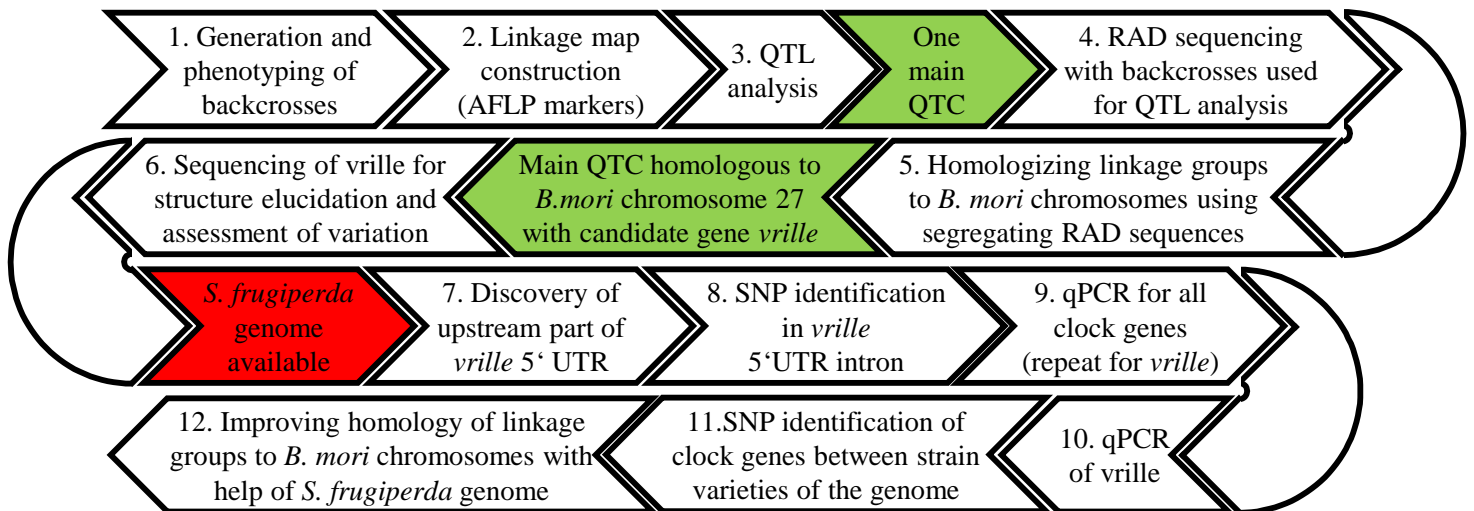 1. Generation and
phenotyping of
backcrosses
2. Linkage map
construction
(AFLP markers)
3. QTL
analysis
One
main
QTC
4. RAD sequencing
with backcrosses used
for QTL analysis
5. Homologizing linkage groups
to B. mori chromosomes using
segregating RAD sequences
Main QTC homologous to
B.mori chromosome 27
with candidate gene vrille
6. Sequencing of vrille for
structure elucidation and
assessment of variation
S. frugiperda
genome
available
7. Discovery of
upstream part of
vrille 5‘ UTR
8. SNP identification
in vrille
5‘UTR intron
9. qPCR for all
clock genes
(repeat for vrille)
10. qPCR
of vrille
11.SNP identification of
clock genes between strain
varieties of the genome
12. Improving homology of linkage
groups to B. mori chromosomes with
help of S. frugiperda genome